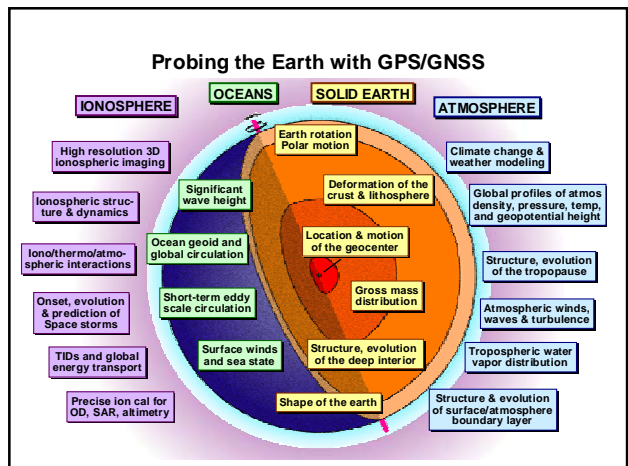 Probing the Earth with GPS/GNSS
IONOSPHERE
OCEANS
SOLID EARTH
ATMOSPHERE
High resolution 3D
ionospheric imaging
Ionospheric struc-
ture & dynamics
Iono/thermo/atmo-
spheric interactions
Onset, evolution
& prediction of
Space storms
TIDs and global
energy transport
Precise ion cal for
OD, SAR, altimetry
Significant
wave height
Ocean geoid and
global circulation
Short-term eddy
scale circulation
Surface winds
and sea state
Earth rotation
Polar motion
Deformation of the
crust & lithosphere
Location & motion
of the geocenter
Gross mass
distribution
Structure, evolution
of the deep interior
Shape of the earth
Climate change &
weather modeling
Global profiles of atmos
density, pressure, temp,
and geopotential height
Structure, evolution
of the tropopause
Atmospheric winds,
waves & turbulence
Tropospheric water
vapor distribution
Structure & evolution
of surface/atmosphere
boundary layer